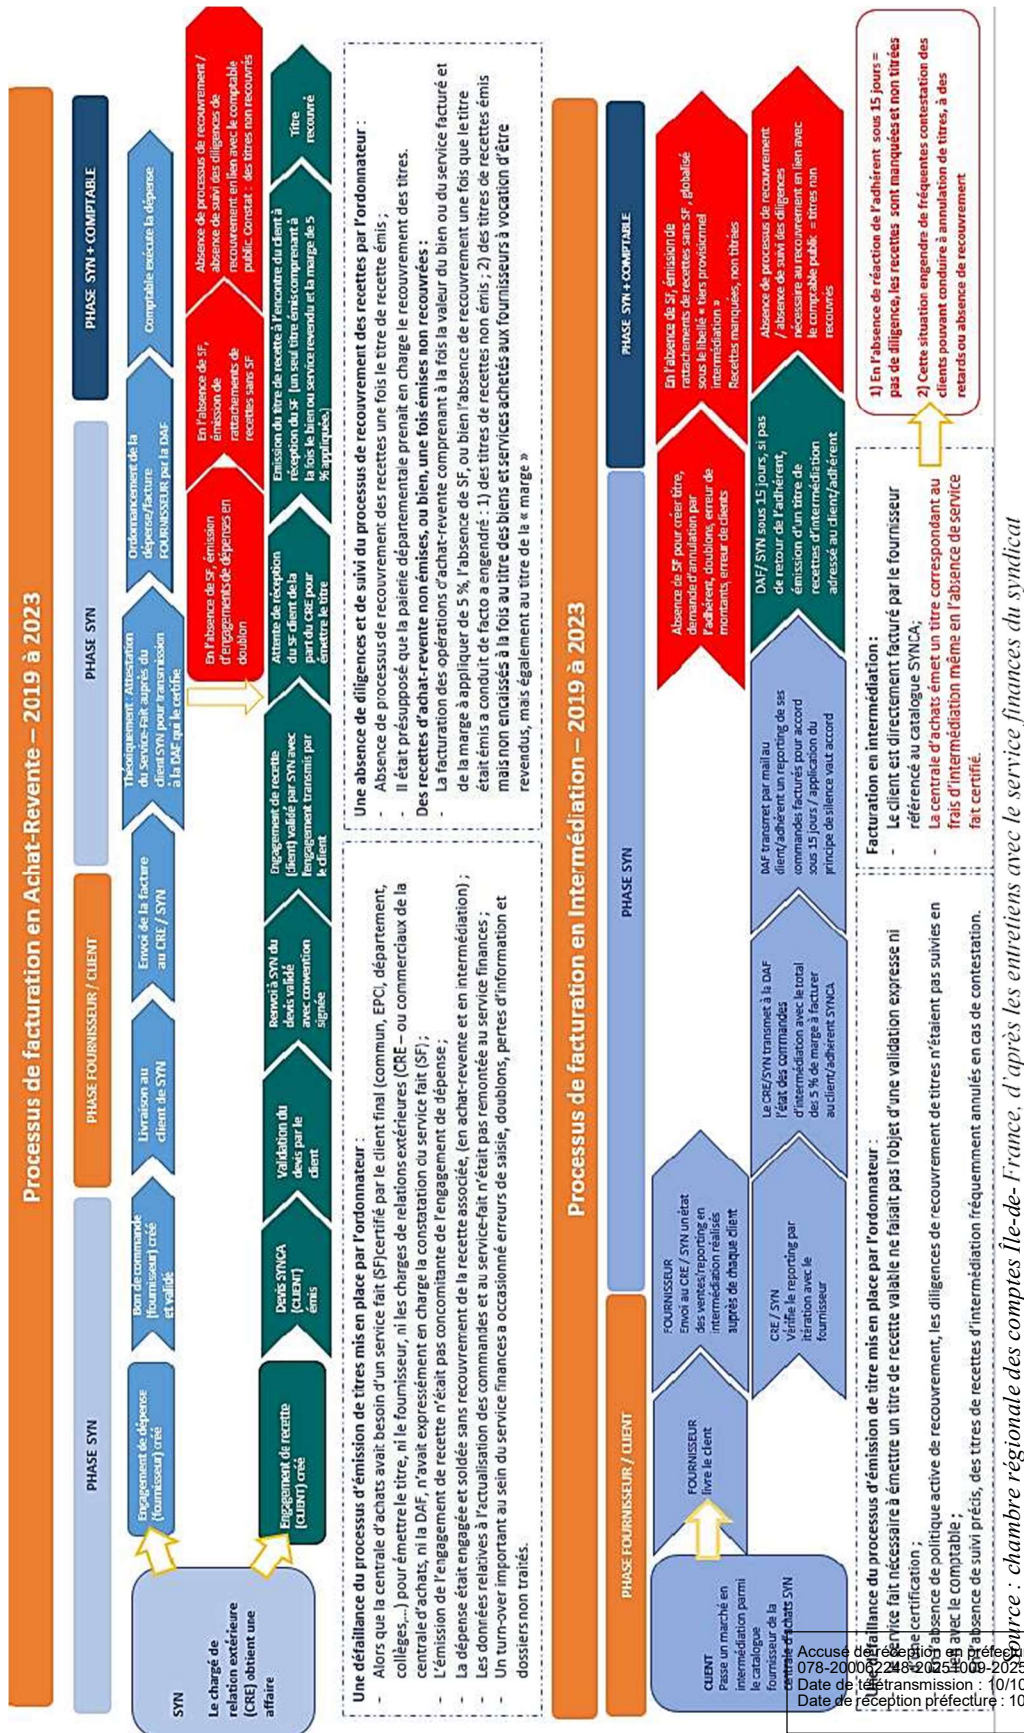 Processus de facturation en Achat-Revente – 2019 à 2023
PHASE SYN
PHASE FOURNISSEUR / CLIENT
PHASE SYN
PHASE SYN + COMPTABLE
SYN
Le chargé de
relation extérieure
(CRE) obtient une
affaire
Engagement de dépense
(fournisseur) créé
Bon de commande
(fournisseur) créé
et validé
Livraison au
client de SYN
Envoi de la facture
au CRE / SYN
Théoriquement : Attestation
du Service-Fait auprès du
client SYN pour transmission
à la DAF qui le certifie
Ordonnancement de la
dépense/facture
FOURNISSEUR par la DAF
Comptable exécute la dépense
En l'absence de SF, émission
d'engagements de dépenses en
doublon
En l'absence de SF,
émission de
rattachements de
recettes sans SF
Absence de processus de recouvrement /
absence de suivi des diligences de
recouvrement en lien avec le comptable
public. Constat : des titres non recouvrés
Engagement de recette
(CLIENT) créé
Devis SYNCA
(CLIENT)
émis
Validation du
devis par le
client
Renvoi à SYN du
devis validé
avec convention
signée
Engagement de recette
(client) validé par SYN avec
l'engagement transmis par
le client
Attente de réception
du SF client de la
part du CRE pour
émettre le titre
Emission du titre de recette à l'encontre du client à
réception du SF (un seul titre émis comprenant à
la fois le bien ou service revendu et la marge de 5
% appliquée.)
Titre
recouvré
Une défaillance du processus d'émission de titres mis en place par l'ordonnateur :
- Alors que la centrale d'achats avait besoin d'un service fait (SF)certifié par le client final (commun, EPCI, département,
collèges,…) pour émettre le titre, ni le fournisseur, ni les charges de relations extérieures (CRE – ou commerciaux de la
centrale d'achats, ni la DAF, n'avait expressément en charge la constatation du service fait (SF) ;
- L'émission de l'engagement de recette n'était pas concomitante de l'engagement de dépense ;
- La dépense était engagée et soldée sans recouvrement de la recette associée, (en achat-revente et en intermédiation) ;
- Les données relatives à l'actualisation des commandes et au service-fait n'était pas remontée au service finances ;
- Un turn-over important au sein du service finances a occasionné erreurs de saisie, doublons, pertes d'information et
dossiers non traités.
Une absence de diligences et de suivi du processus de recouvrement des recettes par l'ordonnateur :
- Absence de processus de recouvrement des recettes une fois le titre de recette émis ;
- Il était présupposé que la paierie départementale prenait en charge le recouvrement des titres.
Des recettes d'achat-revente non émises, ou bien, une fois émises non recouvrées :
- La facturation des opérations d'achat-revente comprenant à la fois la valeur du bien ou du service facturé et
de la marge à appliquer de 5 %, l'absence de SF, ou bien l'absence de recouvrement une fois que le titre
était émis a conduit de facto a engendré : 1) des titres de recettes non émis ; 2) des titres de recettes émis
mais non encaissés à la fois au titre des biens et services achetés aux fournisseurs à vocation d'être
revendus, mais également au titre de la « marge »
Processus de facturation en Intermédiation – 2019 à 2023
PHASE FOURNISSEUR / CLIENT
PHASE SYN
PHASE SYN + COMPTABLE
CLIENT
Passe un marché en
intermédiation parmi
le catalogue
fournisseur de la
centrale d'achats SYN
FOURNISSEUR
livre le client
FOURNISSEUR
Envoi au CRE / SYN un état
des ventes/reporting en
intermédiation réalisés
auprès de chaque client
CRE / SYN
Vérifie le reporting par
itération avec le
fournisseur
Le CRE/SYN transmet à la DAF
l'état des commandes
d'intermédiation avec le total
des 5 % de marge à facturer
au client/adhérent SYNCA
DAF transmet par mail au
client/adhérent un reporting de ses
commandes facturés pour accord
sous 15 jours / application du
principe de silence vaut accord
DAF/ SYN sous 15 jours, si pas
de retour de l'adhérent,
émission d'un titre de
recettes d'intermédiation
adressé au client/adhérent
Absence de SF pour créer titre,
demande d'annulation par
l'adhérent, doublons, erreur de
montants, erreur de clients
En l'absence de SF, émission de
rattachements de recettes sans SF, globalisé
sous le libellé « tiers provisionnel
intermédiation »
Recettes manquées, non titrées
Absence de processus de recouvrement
/ absence de suivi des diligences
nécessaire au recouvrement en lien avec
le comptable public = titres non
recouvrés
Une défaillance du processus d'émission de titre mis en place par l'ordonnateur :
service fait nécessaire à émettre un titre de recette valable ne faisait pas l'objet d'une validation expresse ni
certification ;
l'absence de politique active de recouvrement, les diligences de recouvrement de titres n'étaient pas suivies en
lien avec le comptable ;
l'absence de suivi précis, des titres de recettes d'intermédiation fréquemment annulés en cas de contestation.
Facturation en intermédiation :
- Le client est directement facturé par le fournisseur
référencé au catalogue SYNCA;
- La centrale d'achats émet un titre correspondant au
frais d'intermédiation même en l'absence de service
fait certifié.
1) En l'absence de réaction de l'adhérent sous 15 jours =
pas de diligence, les recettes sont manquées et non titrées
2) Cette situation engendre de fréquentes contestation des
clients pouvant conduire à annulation de titres, à des
retards ou absence de recouvrement
Source : chambre régionale des comptes Île-de- France, d'après les entretiens avec le service finances du syndicat
Accusé de réception en préfecture
Date de télétransmission : 10/10
Date de réception préfecture : 10